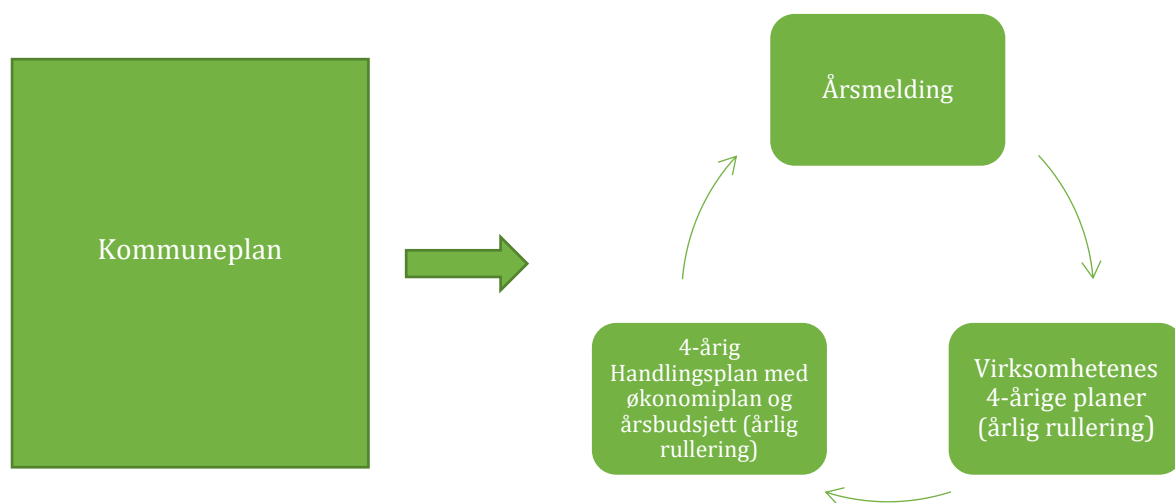 Årsmelding
Kommuneplan
4-årig
Handlingsplan med
økonomiplan og
årsbudsjett (årlig
rullering)
Virksomhetenes
4-årige planer
(årlig rullering)